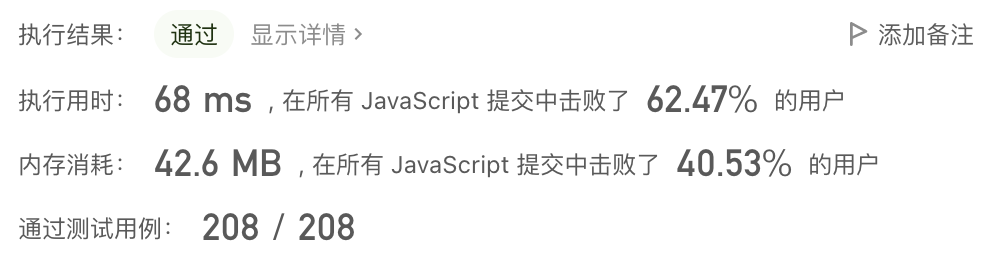 执行结果： 通过 显示详情 › 添加备注
执行用时： 68 ms , 在所有 JavaScript 提交中击败了 62.47% 的用户
内存消耗： 42.6 MB , 在所有 JavaScript 提交中击败了 40.53% 的用户
通过测试用例： 208 / 208